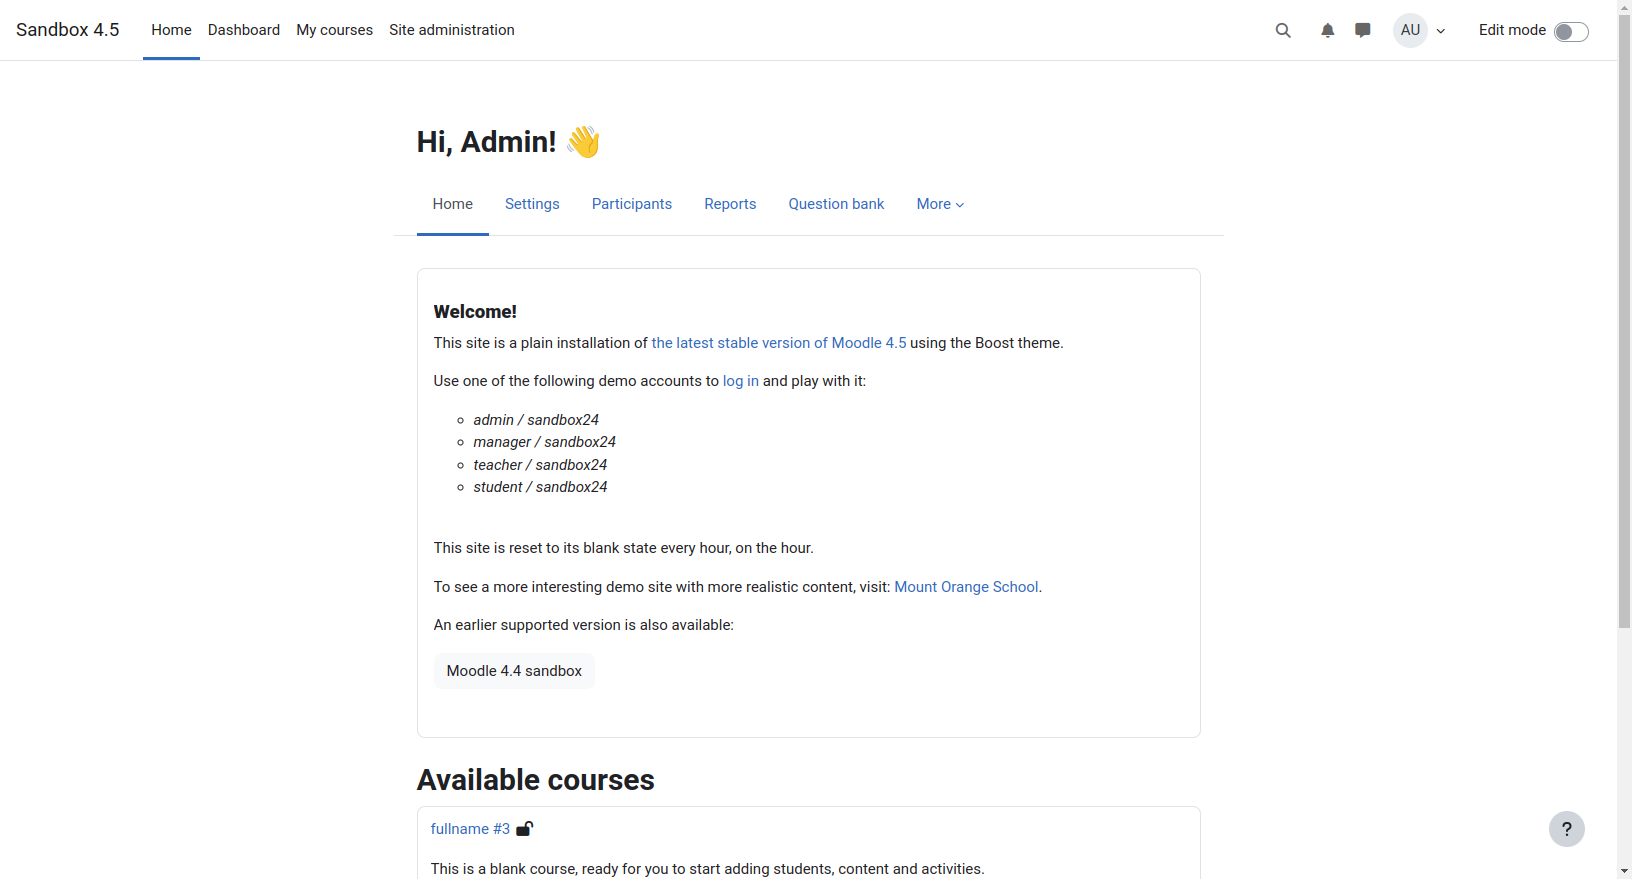 Sandbox 4.5 Home Dashboard My courses Site administration AU Edit mode
Hi, Admin! 👋
Home Settings Participants Reports Question bank More
Welcome!
This site is a plain installation of the latest stable version of Moodle 4.5 using the Boost theme.
Use one of the following demo accounts to log in and play with it:
admin / sandbox24
manager / sandbox24
teacher / sandbox24
student / sandbox24
This site is reset to its blank state every hour, on the hour.
To see a more interesting demo site with more realistic content, visit: Mount Orange School.
An earlier supported version is also available:
Moodle 4.4 sandbox
Available courses
fullname #3
?
This is a blank course, ready for you to start adding students, content and activities.